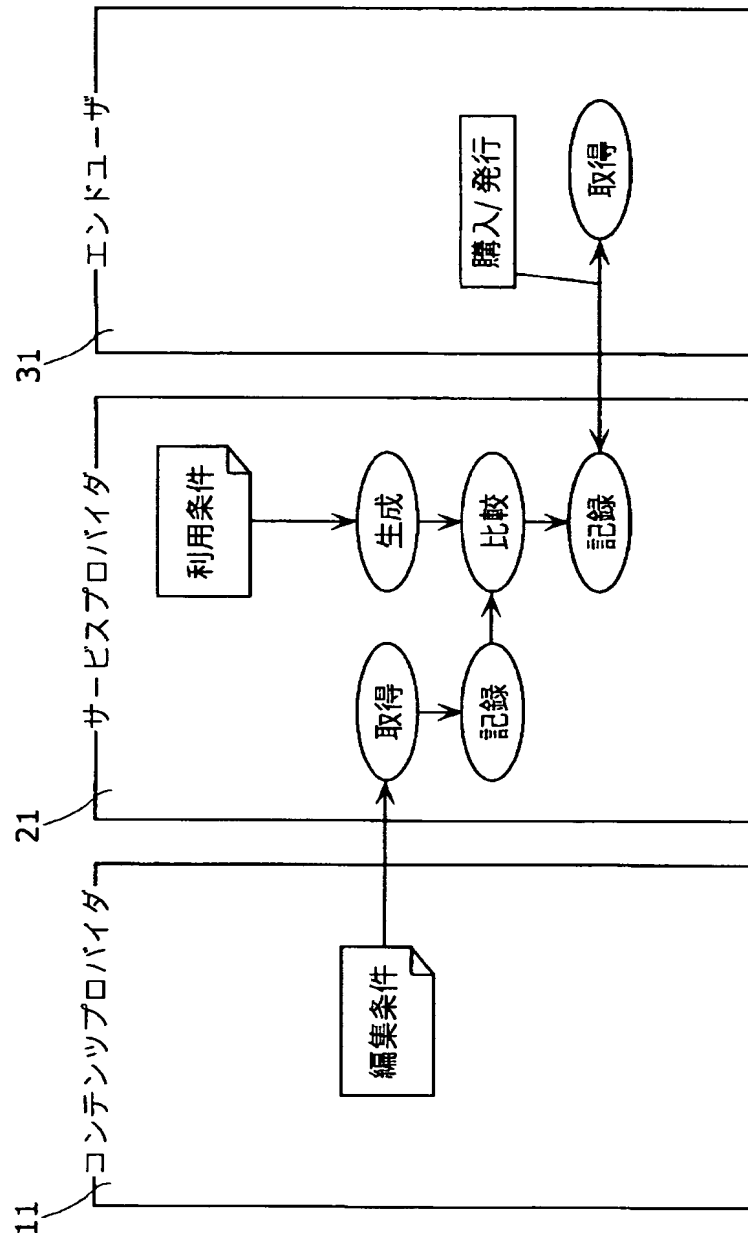 11
コンテンツプロバイダ
編集条件
21
サービスプロバイダ
利用条件
取得
生成
記録
比較
記録
31
エンドユーザ
購入/発行
取得